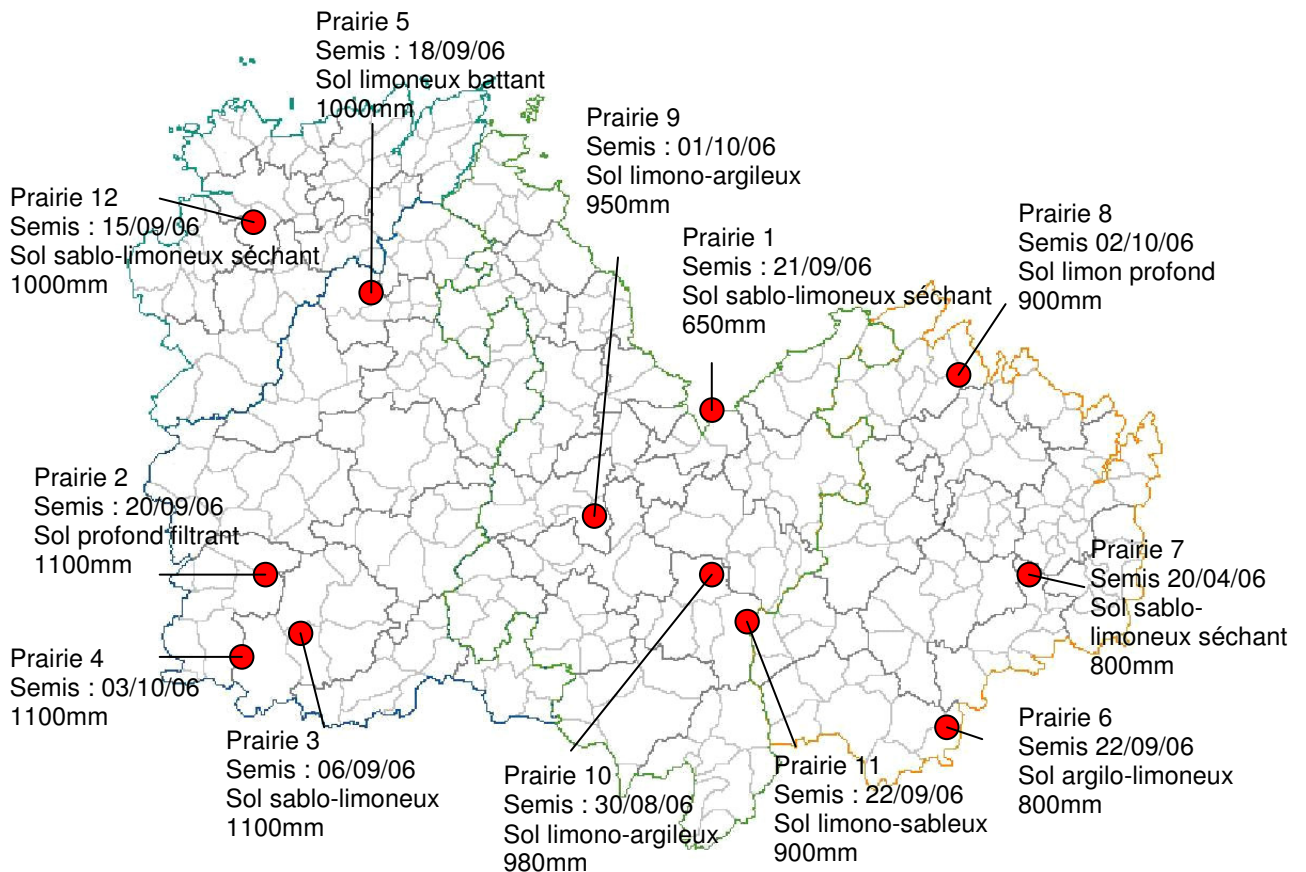 Prairie 5
Semis : 18/09/06
Sol limoneux battant
1000mm
Prairie 9
Semis : 01/10/06
Sol limono-argileux
950mm
Prairie 12
Semis : 15/09/06
Sol sablo-limoneux séchant
1000mm
Prairie 1
Semis : 21/09/06
Sol sablo-limoneux séchant
650mm
Prairie 8
Semis 02/10/06
Sol limon profond
900mm
Prairie 2
Semis : 20/09/06
Sol profond filtrant
1100mm
Prairie 7
Semis 20/04/06
Sol sablo-
limoneux séchant
800mm
Prairie 4
Semis : 03/10/06
1100mm
Prairie 3
Semis : 06/09/06
Sol sablo-limoneux
1100mm
Prairie 10
Semis : 30/08/06
Sol limono-argileux
980mm
Prairie 11
Semis : 22/09/06
Sol limono-sableux
900mm
Prairie 6
Semis 22/09/06
Sol argilo-limoneux
800mm